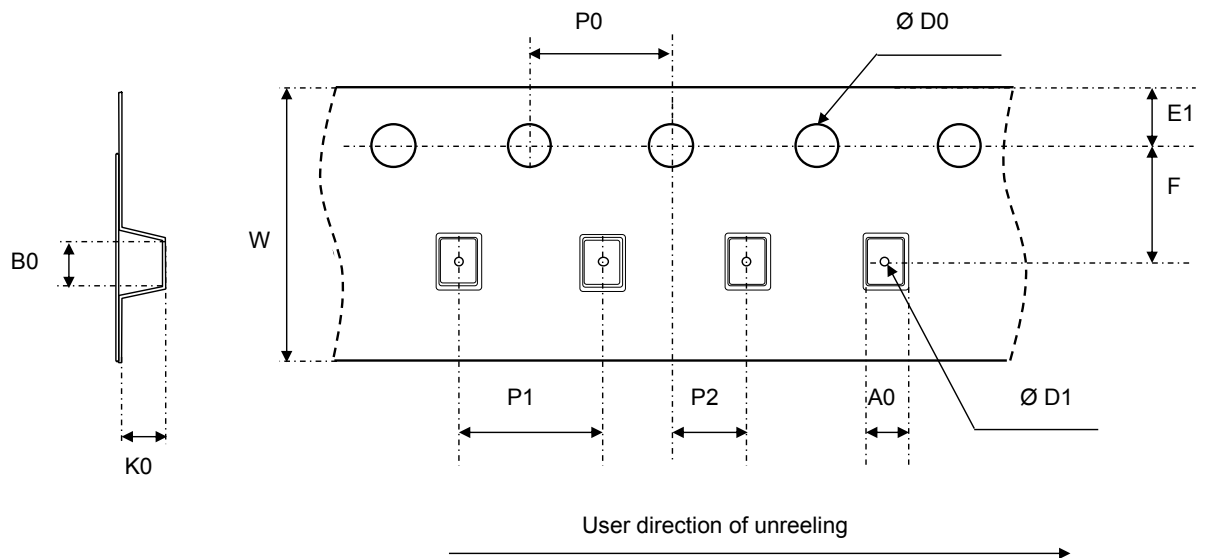 P0
Ø D0
E1
F
W
B0
P1
P2
A0
Ø D1
K0
User direction of unreeling